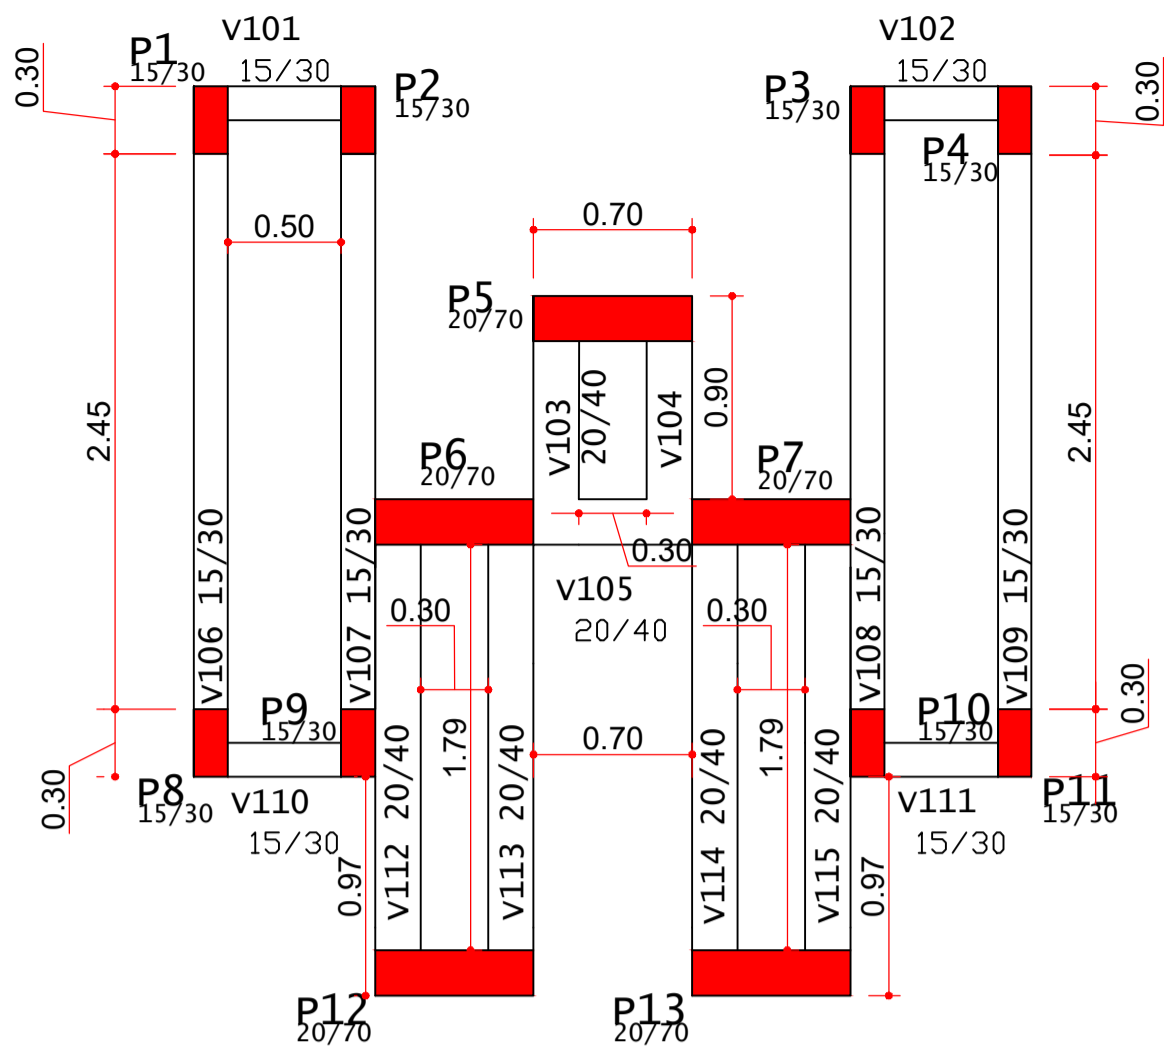 V101
15/30
V102
15/30
P1
15/30
P2
15/30
P3
15/30
P4
15/30
0.30
0.30
0.50
0.70
P5
20/70
2.45
V103
20/40
V104
0.90
2.45
P6
20/70
P7
20/70
0.30
V105
20/40
V106 15/30
V107 15/30
V108 15/30
V109 15/30
0.30
0.30
P9
15/30
P10
15/30
0.30
0.30
1.79
0.70
1.79
P8
15/30
V110
15/30
V111
15/30
P11
15/30
V112 20/40
V113 20/40
V114 20/40
V115 20/40
0.97
0.97
P12
20/70
P13
20/70